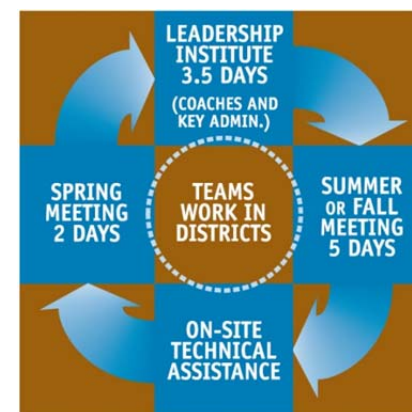 LEADERSHIP
INSTITUTE
3.5 DAYS
(COACHES AND
KEY ADMIN.)
SPRING
MEETING
2 DAYS
TEAMS
WORK IN
DISTRICTS
SUMMER
OR FALL
MEETING
5 DAYS
ON-SITE
TECHNICAL
ASSISTANCE